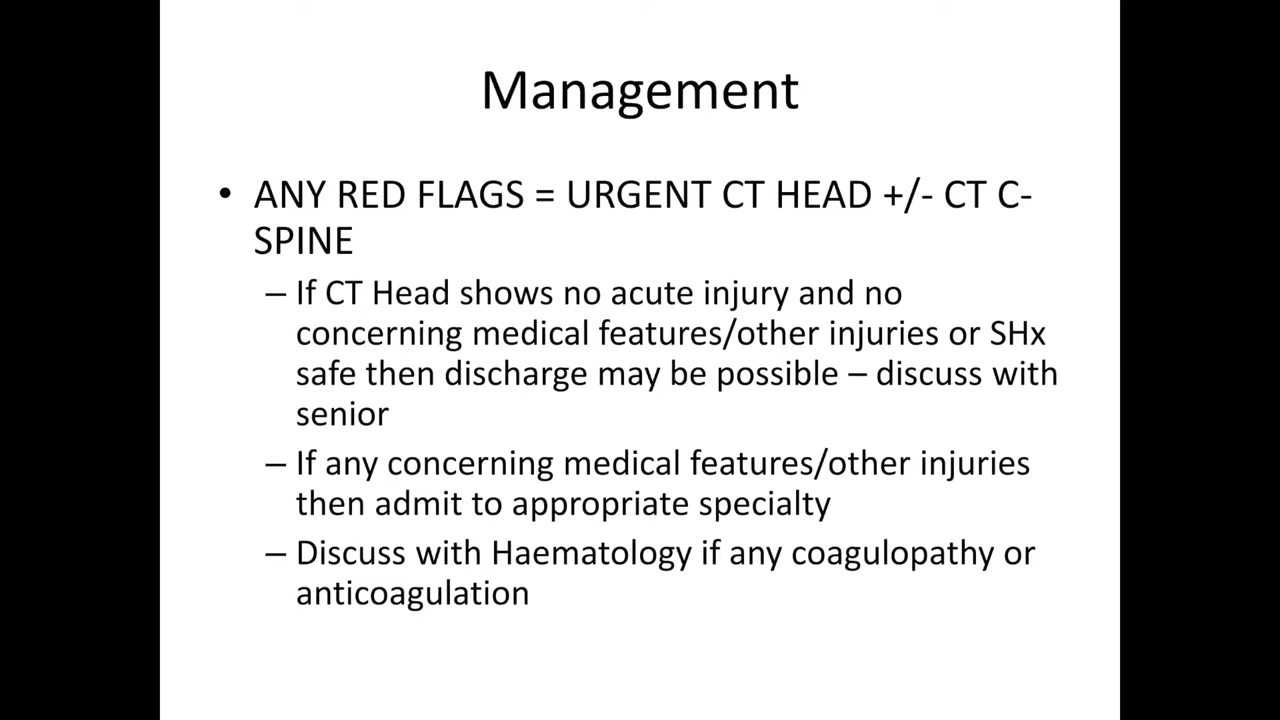 Management
• ANY RED FLAGS = URGENT CT HEAD +/- CT C-
SPINE
– If CT Head shows no acute injury and no
concerning medical features/other injuries or SHx
safe then discharge may be possible – discuss with
senior
– If any concerning medical features/other injuries
then admit to appropriate specialty
– Discuss with Haematology if any coagulopathy or
anticoagulation